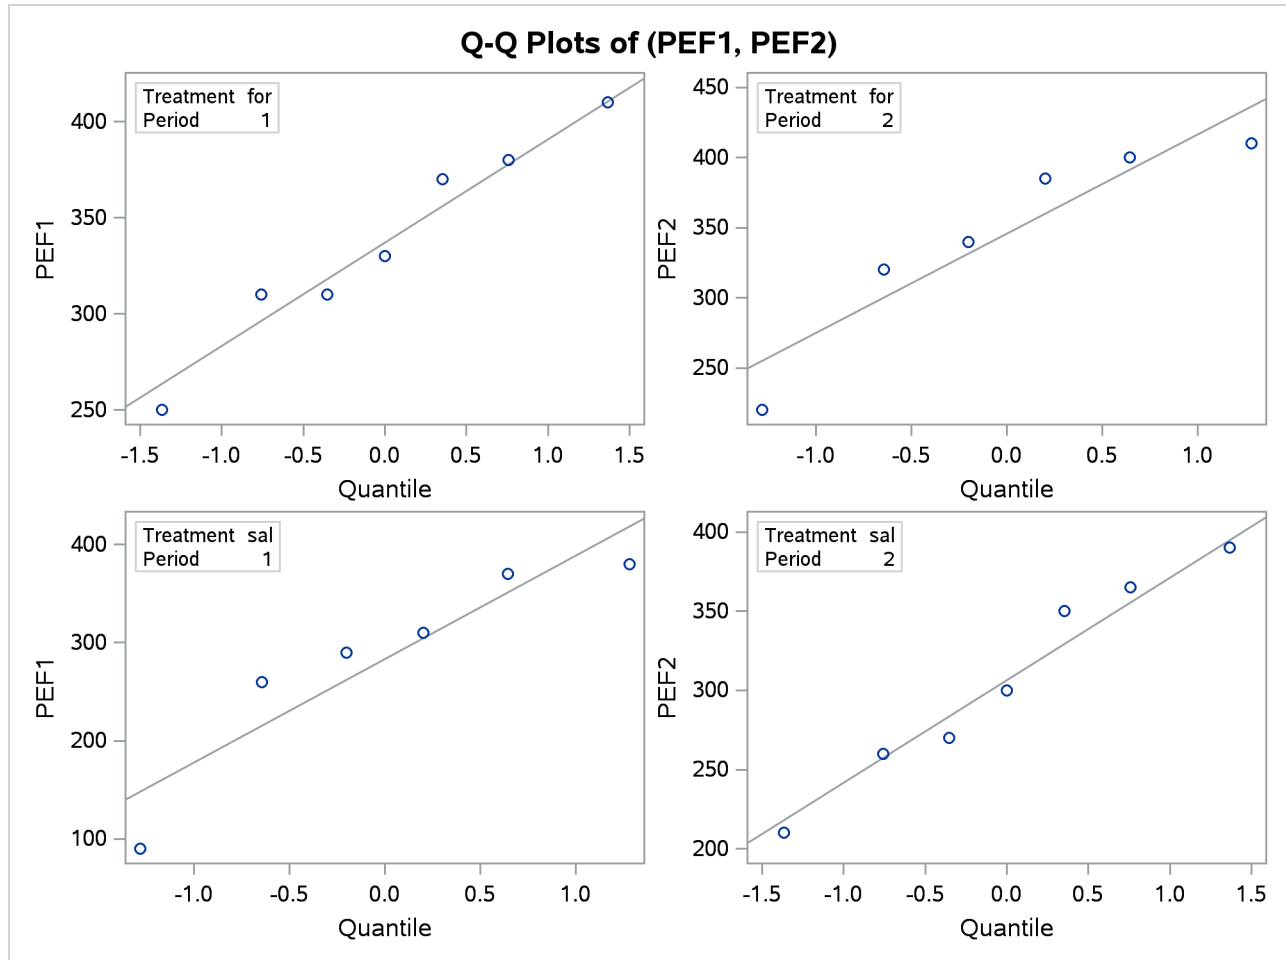 Q-Q Plots of (PEF1, PEF2)
Treatment for
Period 1
400
350
300
250
PEF1
-1.5 -1.0 -0.5 0.0 0.5 1.0 1.5
Quantile
Treatment for
Period 2
450
400
350
300
250
PEF2
-1.0 -0.5 0.0 0.5 1.0
Quantile
Treatment sal
Period 1
400
300
200
100
PEF1
-1.0 -0.5 0.0 0.5 1.0
Quantile
Treatment sal
Period 2
400
350
300
250
200
PEF2
-1.5 -1.0 -0.5 0.0 0.5 1.0 1.5
Quantile